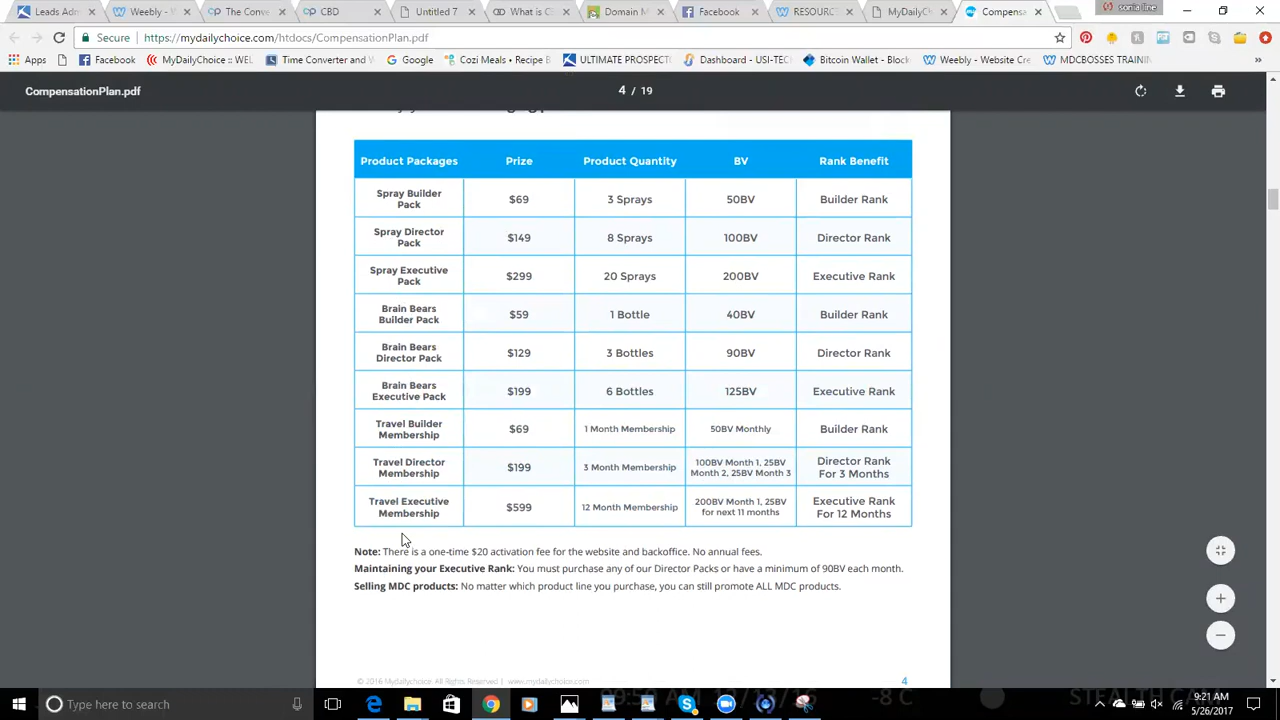 Leads Adm
Weebly - W
The Conve
CBD
Untitled 7
What is C
Domain M
Facebook
RESOURC
MyDailyCh
Compensa
sonia line
Secure https://mydailychoice.com/htdocs/CompensationPlan.pdf
Apps Facebook MyDailyChoice :: WEL Time Converter and V Google Cozi Meals • Recipe B ULTIMATE PROSPECTO Dashboard - USI-TECH Bitcoin Wallet - Block Weebly - Website Cre MDCBOSSES TRAININ
CompensationPlan.pdf 4 / 19
Product Packages Prize Product Quantity BV Rank Benefit
Spray Builder
Pack
$69 3 Sprays 50BV Builder Rank
Spray Director
Pack
$149 8 Sprays 100BV Director Rank
Spray Executive
Pack
$299 20 Sprays 200BV Executive Rank
Brain Bears
Builder Pack
$59 1 Bottle 40BV Builder Rank
Brain Bears
Director Pack
$129 3 Bottles 90BV Director Rank
Brain Bears
Executive Pack
$199 6 Bottles 125BV Executive Rank
Travel Builder
Membership
$69 1 Month Membership 50BV Monthly Builder Rank
Travel Director
Membership
$199 3 Month Membership
100BV Month 1, 25BV
Month 2, 25BV Month 3
Director Rank
For 3 Months
Travel Executive
Membership
$599 12 Month Membership
200BV Month 1, 25BV
for next 11 months
Executive Rank
For 12 Months
Note: There is a one-time $20 activation fee for the website and backoffice. No annual fees.
Maintaining your Executive Rank: You must purchase any of our Director Packs or have a minimum of 90BV each month.
Selling MDC products: No matter which product line you purchase, you can still promote ALL MDC products.
© 2016 Mydailychoice. All Rights Reserved | www.mydailychoice.com 4
Type here to search
-8 C
STEALTH CAM
9:21 AM
5/26/2017